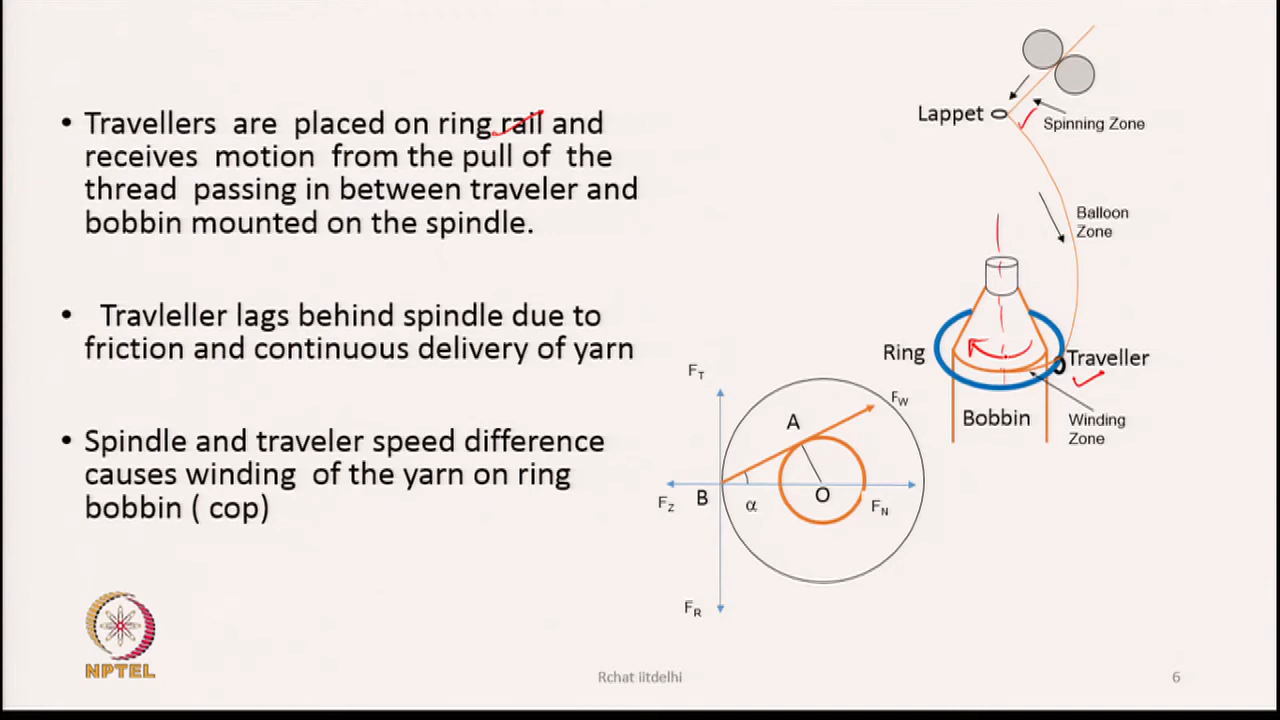 • Travellers are placed on ring rail and
receives motion from the pull of the
thread passing in between traveler and
bobbin mounted on the spindle.
• Travleller lags behind spindle due to
friction and continuous delivery of yarn
• Spindle and traveler speed difference
causes winding of the yarn on ring
bobbin ( cop)
Lappet
Spinning Zone
Balloon
Zone
Ring
Traveller
Bobbin
Winding
Zone
FT
FW
A
B
α
O
FZ
FN
FR
NPTEL
Rchat iitdelhi
6